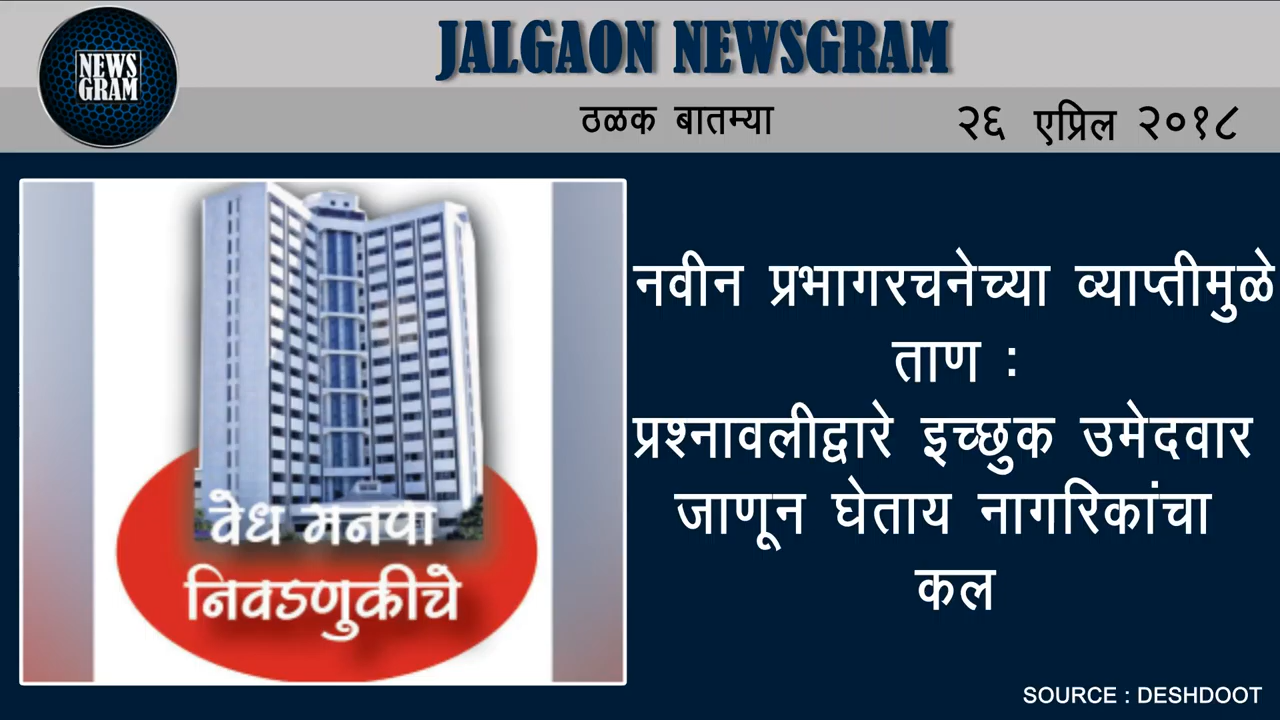 NEWS
GRAM
JALGAON NEWSGRAM
ठळक बातम्या
२६ एप्रिल २०१८
नवीन प्रभागरचनेच्या व्याप्तीमुळे
ताण :
प्रश्नावलीद्वारे इच्छुक उमेदवार
जाणून घेताय नागरिकांचा
कल
वेध मनपा
निवडणुकीचे
SOURCE : DESHDOOT